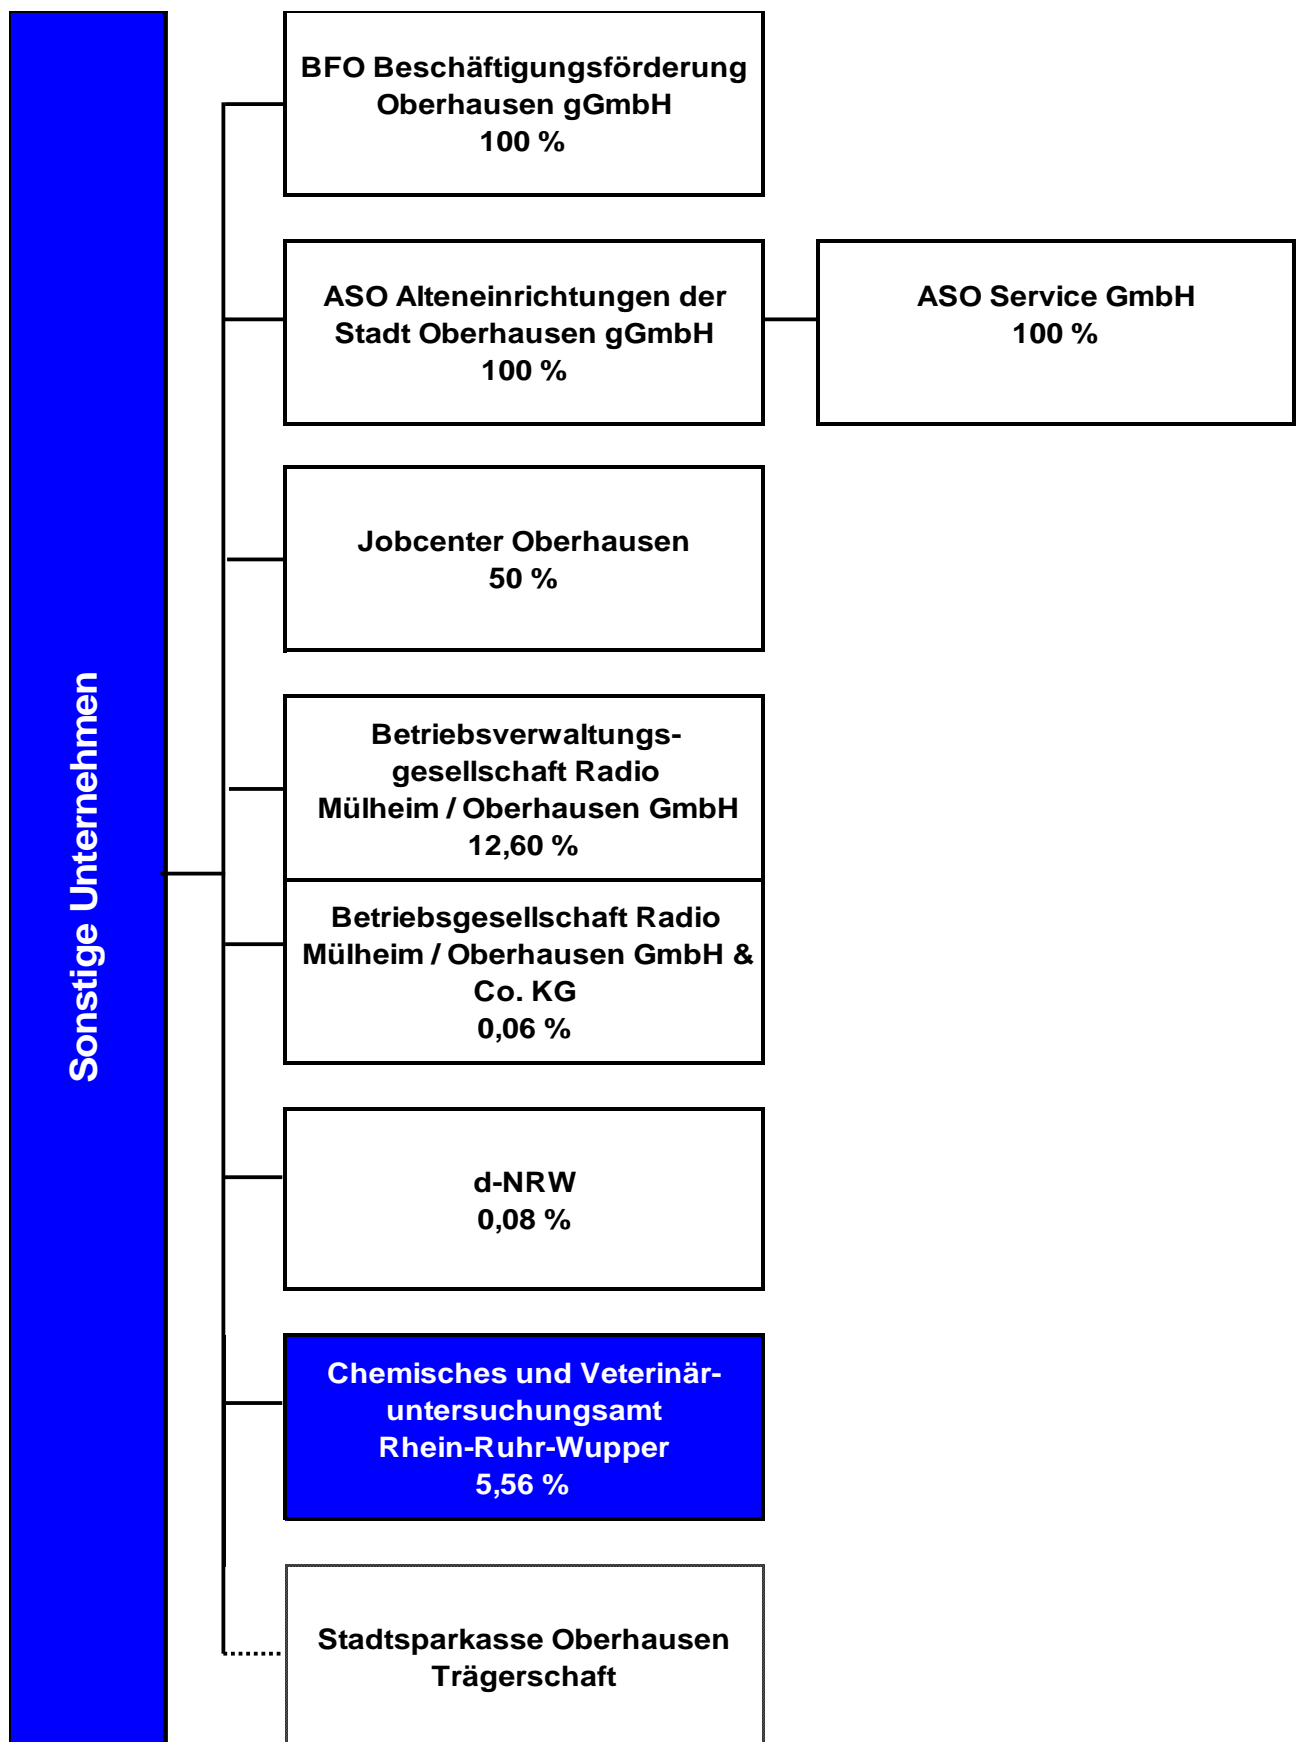 Sonstige Unternehmen
BFO Beschäftigungsförderung
Oberhausen gGmbH
100 %
ASO Alteneinrichtungen der
Stadt Oberhausen gGmbH
100 %
ASO Service GmbH
100 %
Jobcenter Oberhausen
50 %
Betriebsverwaltungs-
gesellschaft Radio
Mülheim / Oberhausen GmbH
12,60 %
Betriebsgesellschaft Radio
Mülheim / Oberhausen GmbH &
Co. KG
0,06 %
d-NRW
0,08 %
Chemisches und Veterinär-
untersuchungsamt
Rhein-Ruhr-Wupper
5,56 %
Stadtsparkasse Oberhausen
Trägerschaft